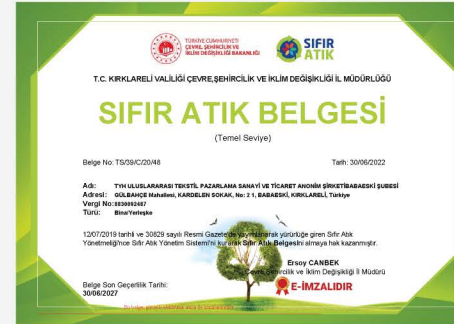 TÜRKİYE CUMHURİYETİ
ÇEVRE, ŞEHİRCİLİK VE
İKLİM DEĞİŞİKLİĞİ BAKANLIĞI
SIFIR
ATIK
T.C. KIRKLARELİ VALİLİĞİ ÇEVRE,ŞEHİRCİLİK VE İKLİM DEĞİŞİKLİĞİ İL MÜDÜRLÜĞÜ
SIFIR ATIK BELGESİ
(Temel Seviye)
Belge No: TS/39/C/20/48
Tarih: 30/06/2022
Adı: TYH ULUSLARARASI TEKSTİL PAZARLAMA SANAYİ VE TİCARET ANONİM ŞİRKETİBABAESKİ ŞUBESİ
Adresi: GÜLBAHÇE Mahallesi, KARDELEN SOKAK, No: 2 1, BABAESKİ, KIRKLARELİ, Türkiye
Vergi No:
Türü: Bina/Yerleşke
12/07/2019 tarihli ve 30829 sayılı Resmi Gazete'de yayımlanarak yürürlüğe giren Sıfır Atık
Yönetmeliği'nce Sıfır Atık Yönetim Sistemi'ni kurarak Sıfır Atık Belgesini almaya hak kazanmıştır.
Ersoy CANBEK
Çevre Şehircilik ve İklim Değişikliği İl Müdürü
E-İMZALIDIR
Belge Son Geçerlilik Tarihi:
30/06/2027